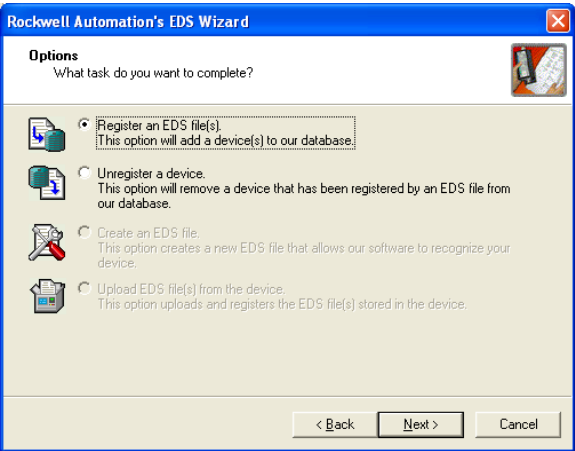 Rockwell Automation's EDS Wizard
Options
What task do you want to complete?
Register an EDS file(s).
This option will add a device(s) to our database.
Unregister a device.
This option will remove a device that has been registered by an EDS file from
our database.
Create an EDS file.
This option creates a new EDS file that allows our software to recognize your
device.
Upload EDS file(s) from the device.
This option uploads and registers the EDS file(s) stored in the device.
< Back
Next >
Cancel